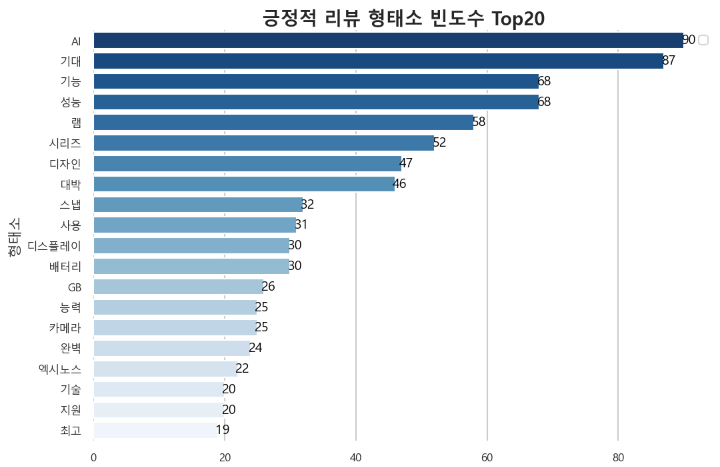 긍정적 리뷰 형태소 빈도수 Top20
형태소
AI 90
기대 87
기능 68
성능 68
램 58
시리즈 52
디자인 47
대박 46
스냅 32
사용 31
디스플레이 30
배터리 30
GB 26
능력 25
카메라 25
완벽 24
엑시노스 22
기술 20
지원 20
최고 19
0 20 40 60 80